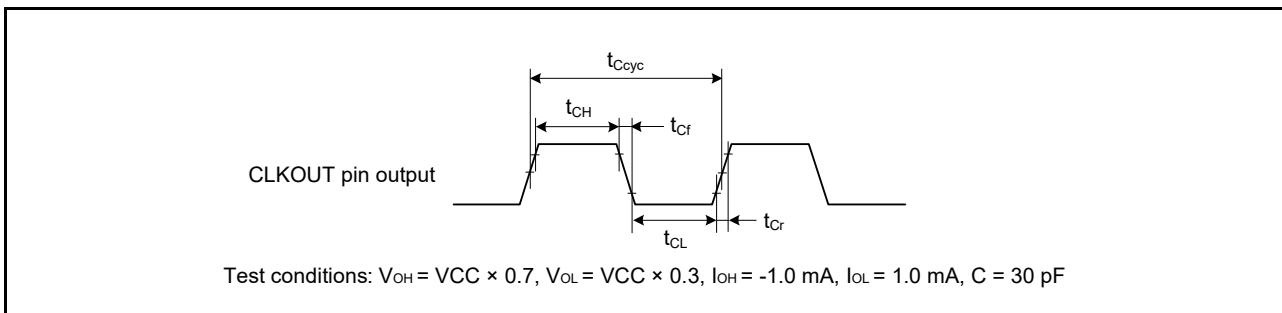 tCcyc
tCH
tCf
CLKOUT pin output
tCL
tCr
Test conditions: VOH = VCC × 0.7, VOL = VCC × 0.3, IOH = -1.0 mA, IOL = 1.0 mA, C = 30 pF